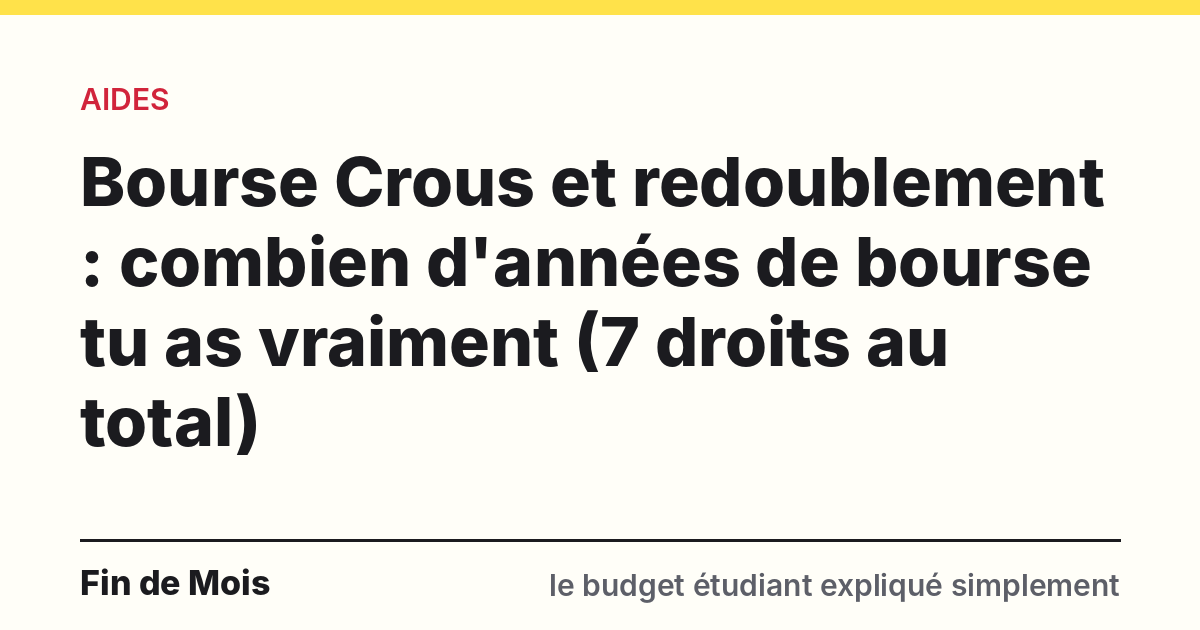 AIDES
Bourse Crous et redoublement
: combien d'années de bourse
tu as vraiment (7 droits au
total)
Fin de Mois
le budget étudiant expliqué simplement